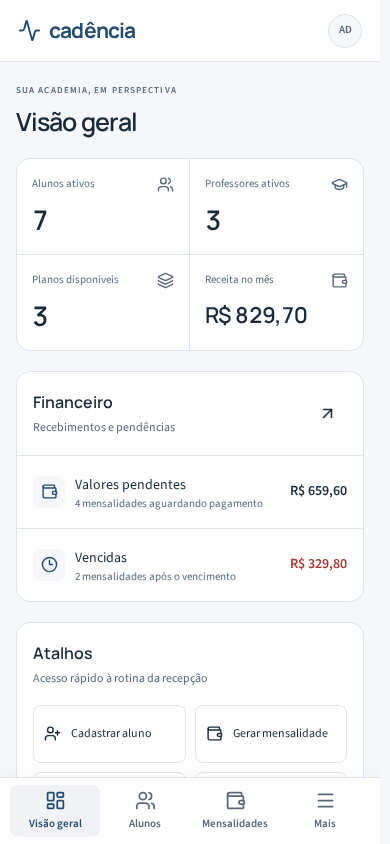 cadência
AD
SUA ACADEMIA, EM PERSPECTIVA
Visão geral
Alunos ativos
7
Professores ativos
3
Planos disponíveis
3
Receita no mês
R$ 829,70
Financeiro
Recebimentos e pendências
Valores pendentes
4 mensalidades aguardando pagamento
R$ 659,60
Vencidas
2 mensalidades após o vencimento
R$ 329,80
Atalhos
Acesso rápido à rotina da recepção
Cadastrar aluno
Gerar mensalidade
Visão geral
Alunos
Mensalidades
Mais